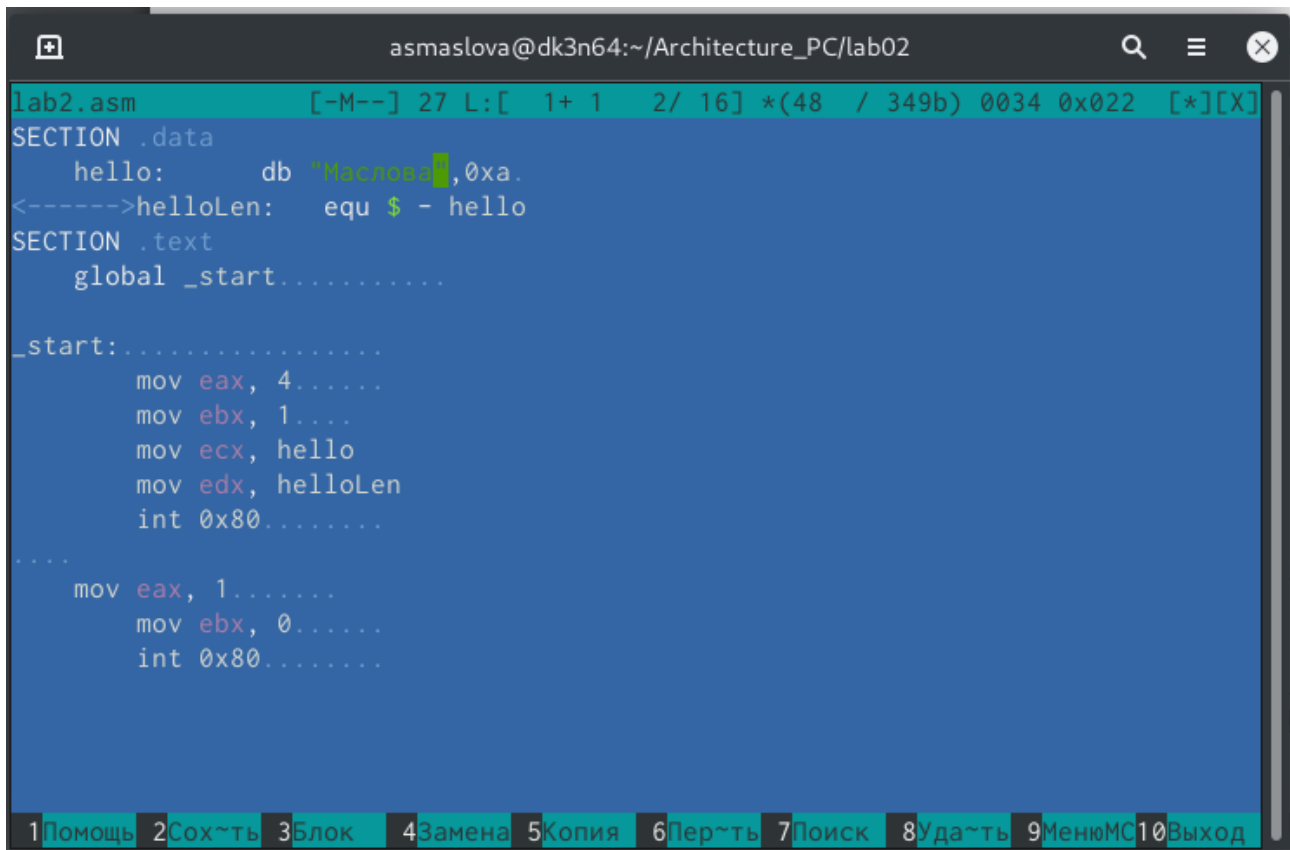 asmaslova@dk3n64:~/Architecture_PC/lab02
lab2.asm [-M--] 27 L:[ 1+ 1 2/ 16] *(48 / 349b) 0034 0x022 [*][X]
SECTION .data
    hello:      db "Маслова",0xa.
<------>helloLen:   equ $ - hello
SECTION .text
    global _start...........
_start:.................
        mov eax, 4......
        mov ebx, 1....
        mov ecx, hello
        mov edx, helloLen
        int 0x80........
....
    mov eax, 1.......
        mov ebx, 0......
        int 0x80........
1Помощь 2Сох~ть 3Блок 4Замена 5Копия 6Пер~ть 7Поиск 8Уда~ть 9МенюМС10Выход